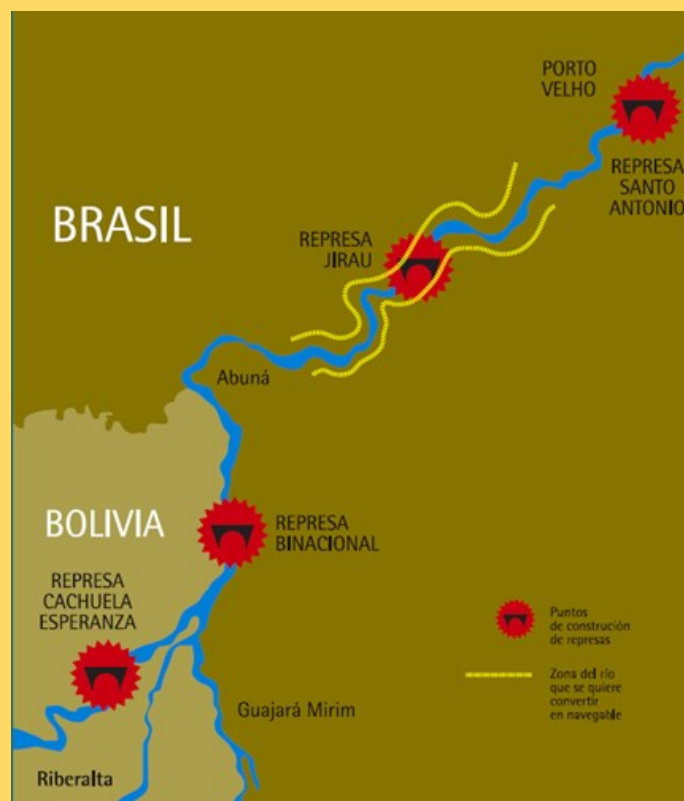 PORTO
VELHO
REPRESA
SANTO
ANTONIO
BRASIL
REPRESA
JIRAU
Abuná
BOLIVIA
REPRESA
BINACIONAL
REPRESA
CACHUELA
ESPERANZA
Puntos
de construción
de represas
Zona del río
que se quiere
convertir
en navegable
Guajará Mirim
Riberalta